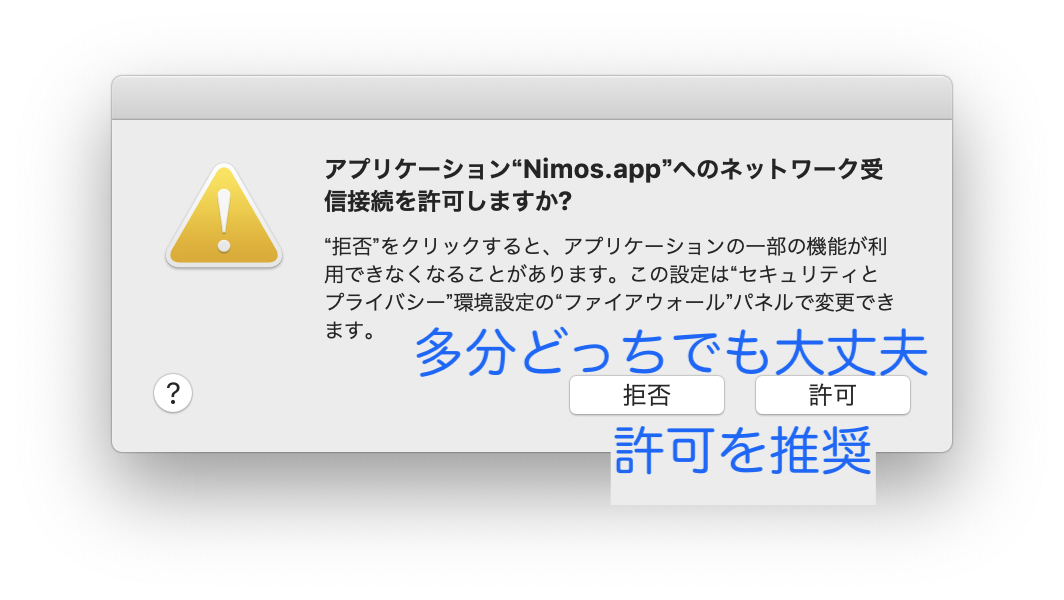 アプリケーション“Nimos.app”へのネットワーク受
信接続を許可しますか?
“拒否”をクリックすると、アプリケーションの一部の機能が利
用できなくなることがあります。この設定は“セキュリティと
プライバシー”環境設定の“ファイアウォール”パネルで変更でき
ます。
多分どっちでも大丈夫
?
拒否
許可
許可を推奨